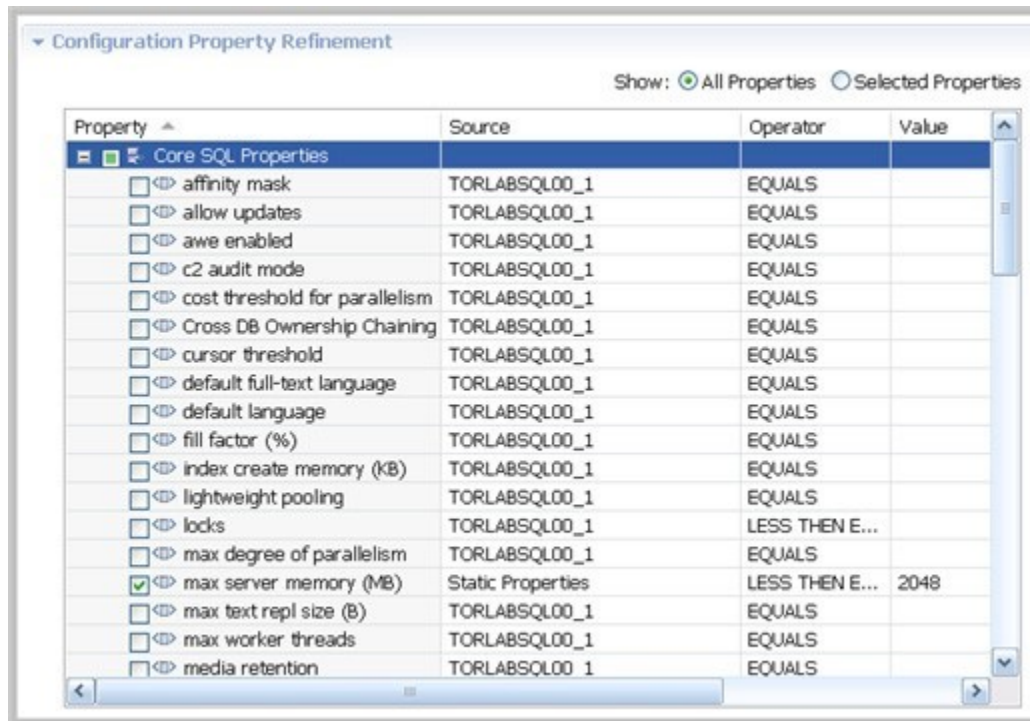 Configuration Property Refinement
Show: All Properties Selected Properties
Property Source Operator Value
Core SQL Properties
affinity mask TORLABSQL00_1 EQUALS
allow updates TORLABSQL00_1 EQUALS
awe enabled TORLABSQL00_1 EQUALS
c2 audit mode TORLABSQL00_1 EQUALS
cost threshold for parallelism TORLABSQL00_1 EQUALS
Cross DB Ownership Chaining TORLABSQL00_1 EQUALS
cursor threshold TORLABSQL00_1 EQUALS
default full-text language TORLABSQL00_1 EQUALS
default language TORLABSQL00_1 EQUALS
fill factor (%) TORLABSQL00_1 EQUALS
index create memory (KB) TORLABSQL00_1 EQUALS
lightweight pooling TORLABSQL00_1 EQUALS
locks TORLABSQL00_1 LESS THEN E...
max degree of parallelism TORLABSQL00_1 EQUALS
max server memory (MB) Static Properties LESS THEN E... 2048
max text repl size (B) TORLABSQL00_1 EQUALS
max worker threads TORLABSQL00_1 EQUALS
media retention TORLABSQL00_1 EQUALS